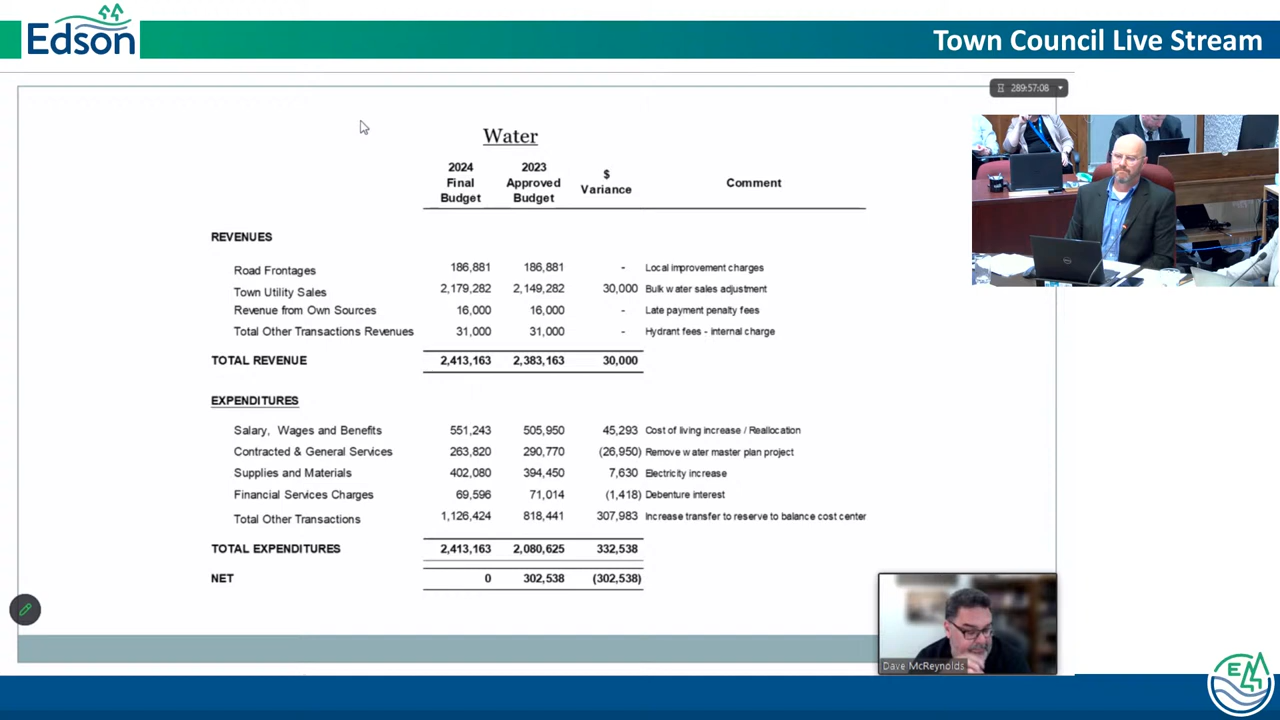 Edson
Town Council Live Stream
289:57:08
Water
2024 Final Budget
2023 Approved Budget
$ Variance
Comment
REVENUES
Road Frontages 186,881 186,881 - Local improvement charges
Town Utility Sales 2,179,282 2,149,282 30,000 Bulk water sales adjustment
Revenue from Own Sources 16,000 16,000 - Late payment penalty fees
Total Other Transactions Revenues 31,000 31,000 - Hydrant fees - internal charge
TOTAL REVENUE 2,413,163 2,383,163 30,000
EXPENDITURES
Salary, Wages and Benefits 551,243 505,950 45,293 Cost of living increase / Reallocation
Contracted & General Services 263,820 290,770 (26,950) Remove water master plan project
Supplies and Materials 402,080 394,450 7,630 Electricity increase
Financial Services Charges 69,596 71,014 (1,418) Debenture interest
Total Other Transactions 1,126,424 818,441 307,983 Increase transfer to reserve to balance cost center
TOTAL EXPENDITURES 2,413,163 2,080,625 332,538
NET 0 302,538 (302,538)
Dave McReynolds